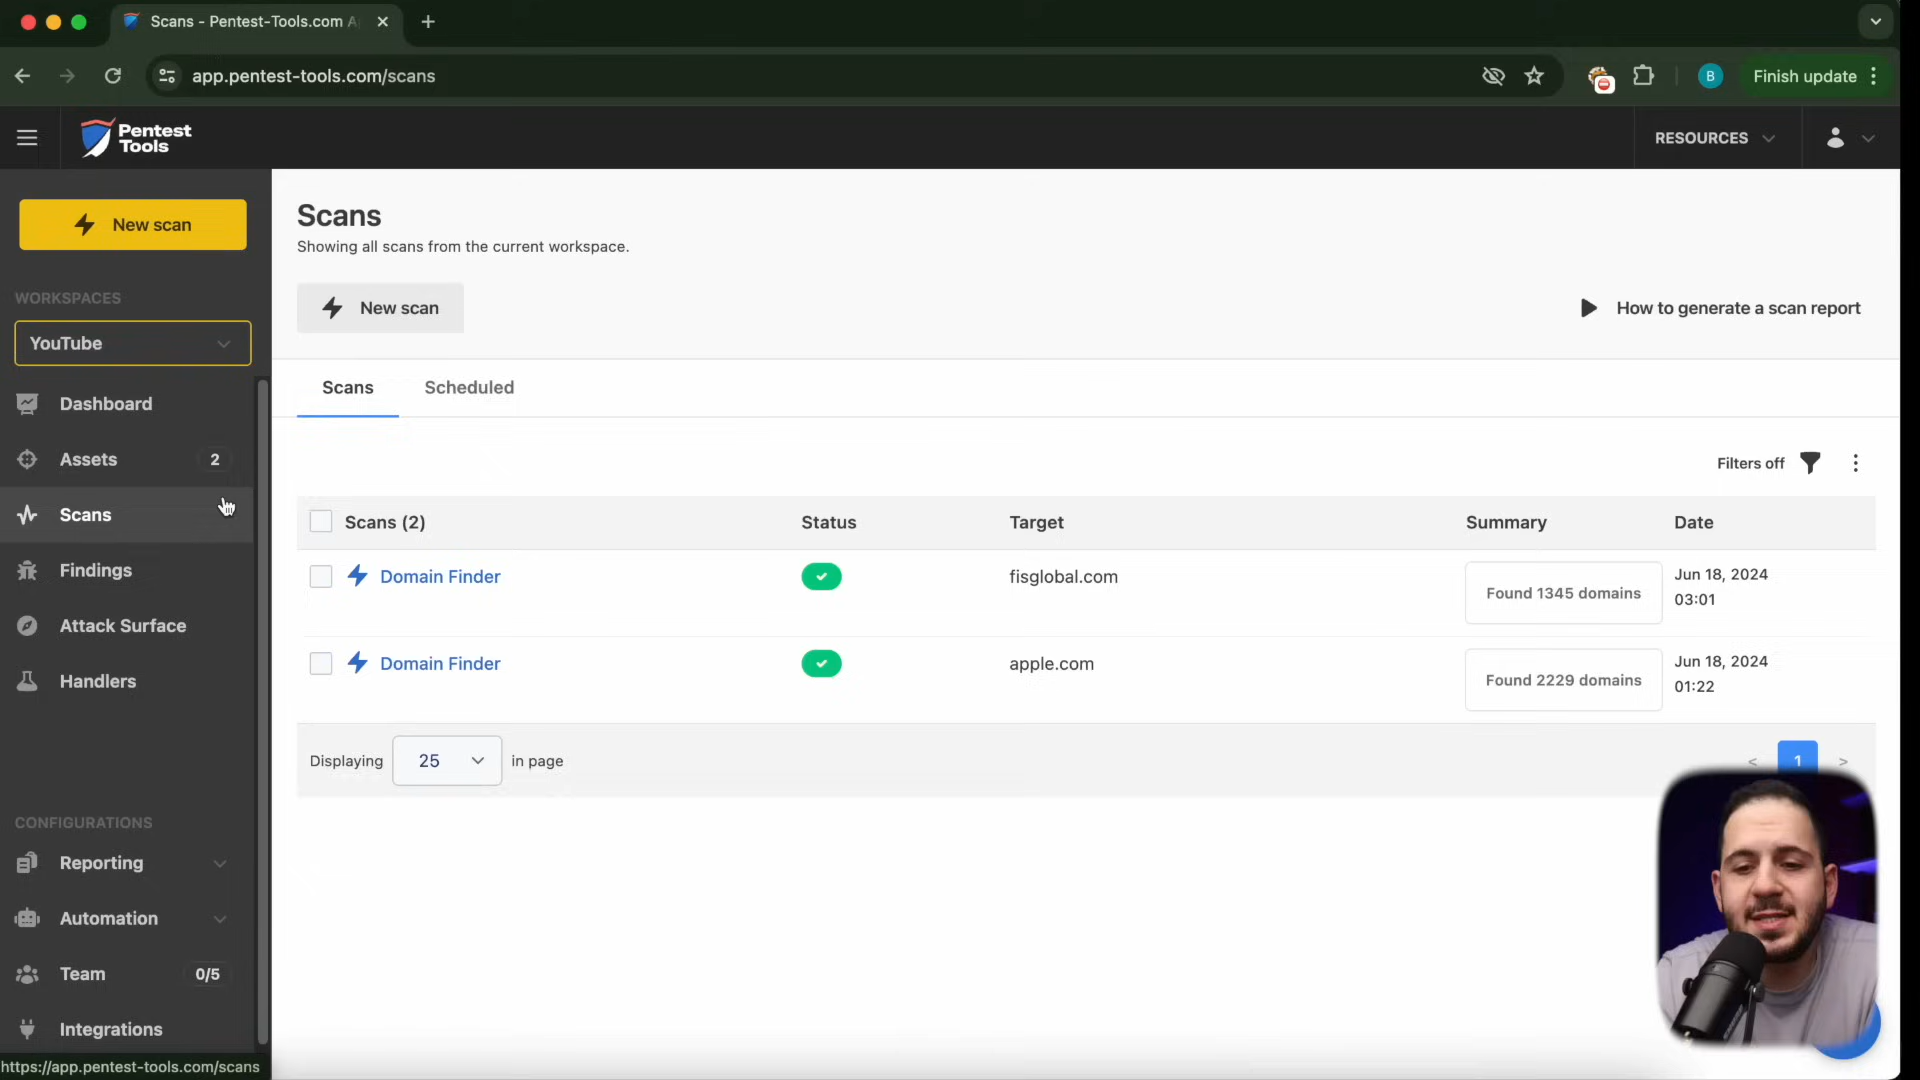 Scans - Pentest-Tools.com A
app.pentest-tools.com/scans
B
Finish update
Pentest
Tools
RESOURCES
New scan
WORKSPACES
YouTube
Dashboard
Assets 2
Scans
Findings
Attack Surface
Handlers
CONFIGURATIONS
Reporting
Automation
Team 0/5
Integrations
https://app.pentest-tools.com/scans
Scans
Showing all scans from the current workspace.
New scan
How to generate a scan report
Scans Scheduled
Filters off
Scans (2) Status Target Summary Date
Domain Finder fisglobal.com Found 1345 domains Jun 18, 2024
03:01
Domain Finder apple.com Found 2229 domains Jun 18, 2024
01:22
Displaying 25 in page < 1 >